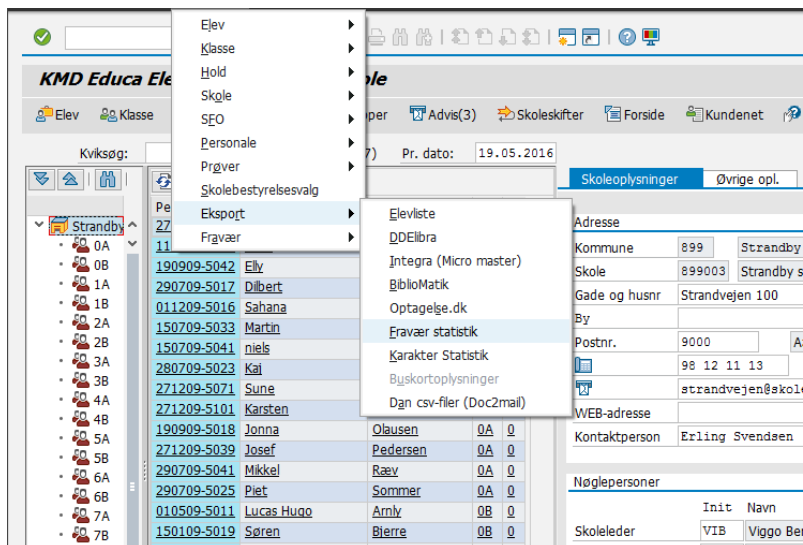 Elev
Klasse
Hold
Skole
SFO
Personale
Prøver
Skolebestyrelsesvalg
Eksport
Fravær
Elevliste
DDElibra
Integra (Micro master)
BiblioMatik
Optagelse.dk
Fravær statistik
Karakter Statistik
Buskortoplysninger
Dan csv-filer (Doc2mail)
KMD Educa
Elev Klasse Advis(3) Skoleskifter Forside Kundenet
Kviksøg: 7) Pr. dato: 19.05.2016
Strandby
0A
0B
1A
1B
2A
2B
3A
3B
4A
4B
5A
5B
6A
6B
7A
7B
190909-5042 Elly
290709-5017 Dilbert
011209-5016 Sahana
150709-5033 Martin
150709-5041 niels
280709-5023 Kaj
271209-5071 Sune
271209-5101 Karsten
190909-5018 Jonna Olausen 0A 0
271209-5039 Josef Pedersen 0A 0
290709-5041 Mikkel Ræv 0A 0
290709-5025 Piet Sommer 0A 0
010509-5011 Lucas Hugo Arnly 0B 0
150109-5019 Søren Bjerre 0B 0
Skoleoplysninger Øvrige opl.
Adresse
Kommune 899 Strandby
Skole 899003 Strandby s
Gade og husnr Strandvejen 100
By
Postnr. 9000
98 12 11 13
strandvejen@skole
WEB-adresse
Kontaktperson Erling Svendsen
Nøglepersoner
Init Navn
Skoleleder VIB Viggo Ber